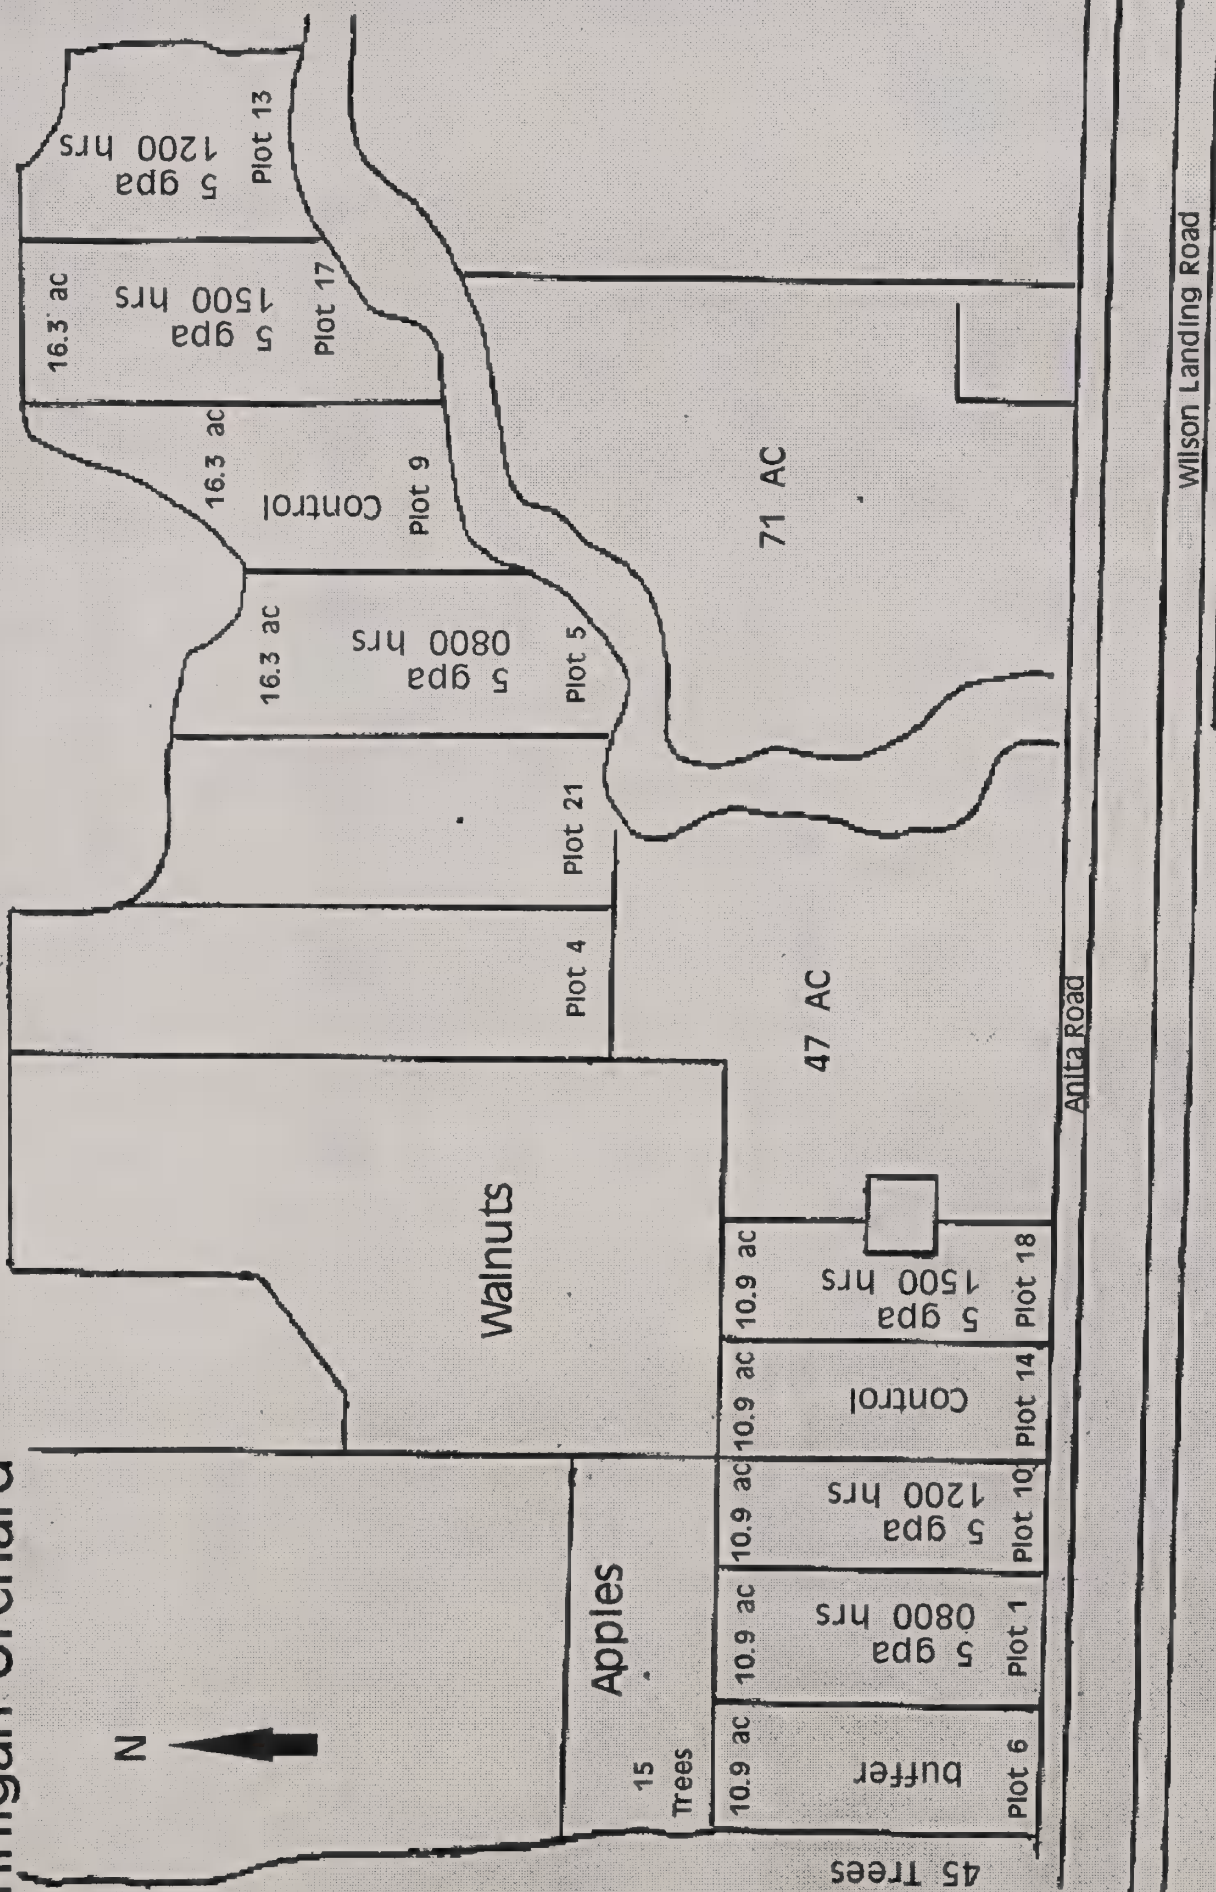 Orchard
N
45 Trees
15
Trees
Apples
Walnuts
10.9 ac
buffer
Plot 6
10.9 ac
5 gpa
0800 hrs
Plot 1
10.9 ac
5 gpa
1200 hrs
Plot 10
10.9 ac
Control
Plot 14
10.9 ac
5 gpa
1500 hrs
Plot 18
47 AC
71 AC
Plot 4
Plot 21
16.3 ac
5 gpa
0800 hrs
Plot 5
16.3 ac
Control
Plot 9
16.3 ac
5 gpa
1500 hrs
Plot 17
5 gpa
1200 hrs
Plot 13
Anita Road
Wilson Landing Road